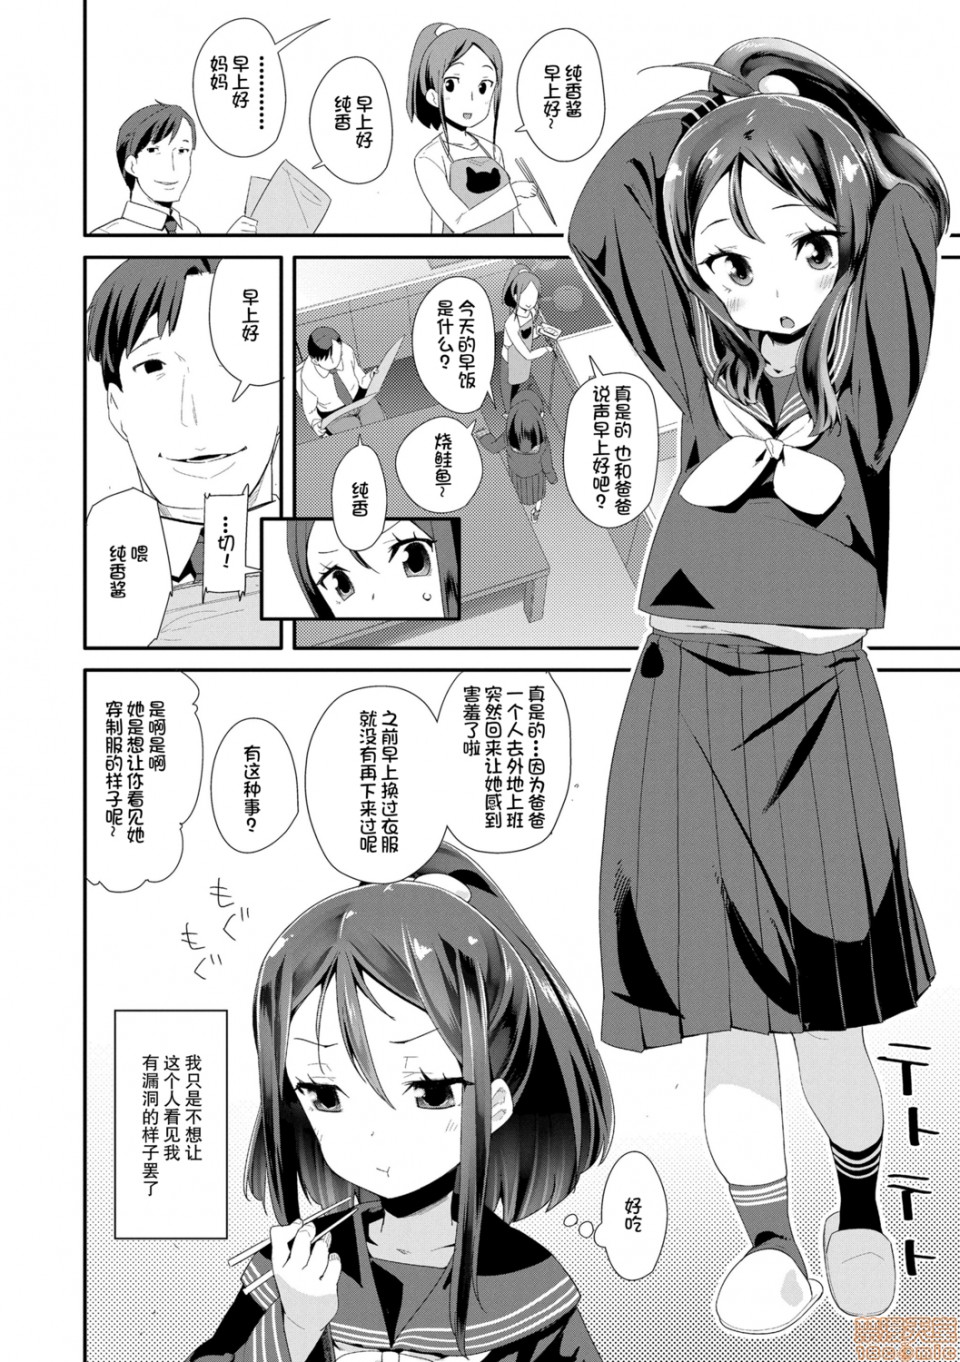 纯香酱
早上好~
早上好
纯香
…………
早上好
妈妈
真是的 也和爸爸
说声早上好吧？
今天的早饭
是什么？
烧鲑鱼~
纯香
早上好
…切！
喂
纯香酱
真是的…因为爸爸
一个人去外地上班
突然回来让她感到
害羞了啦
之前早上换过衣服
就没有再下来过呢
有这种事？
是啊是啊
她是想让你看见她
穿制服的样子呢~
もぐ
もぐ
テトテト
我只是不想让
这个人看见我
有漏洞的样子罢了
好吃